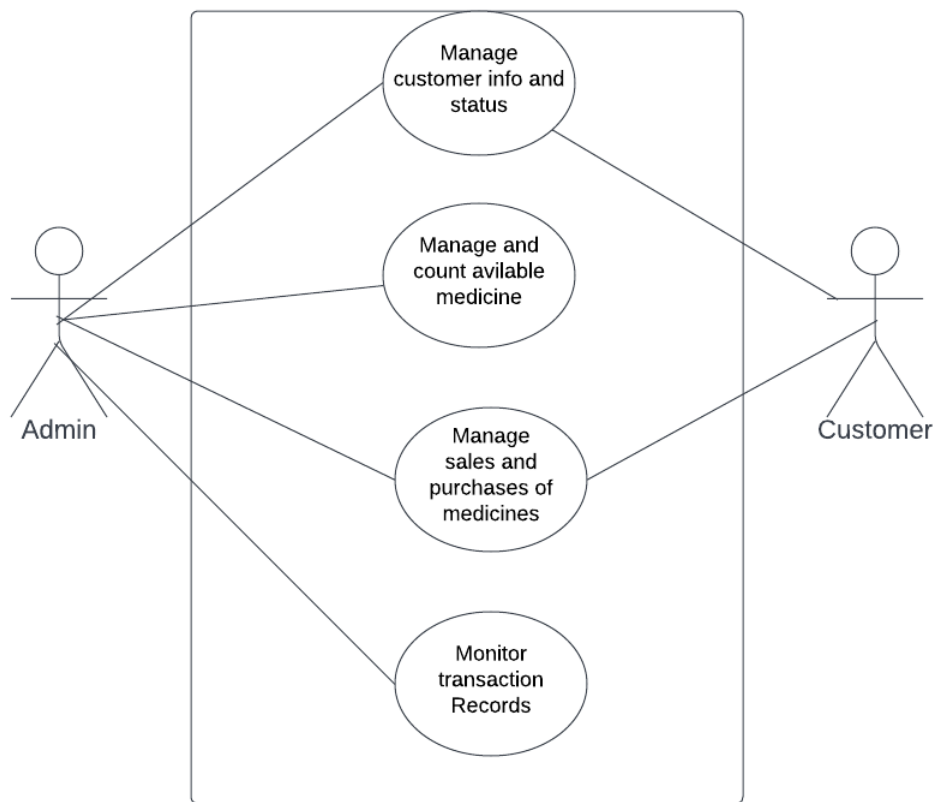 Manage
customer info and
status
Manage and
count avilable
medicine
Admin
Customer
Manage
sales and
purchases of
medicines
Monitor
transaction
Records